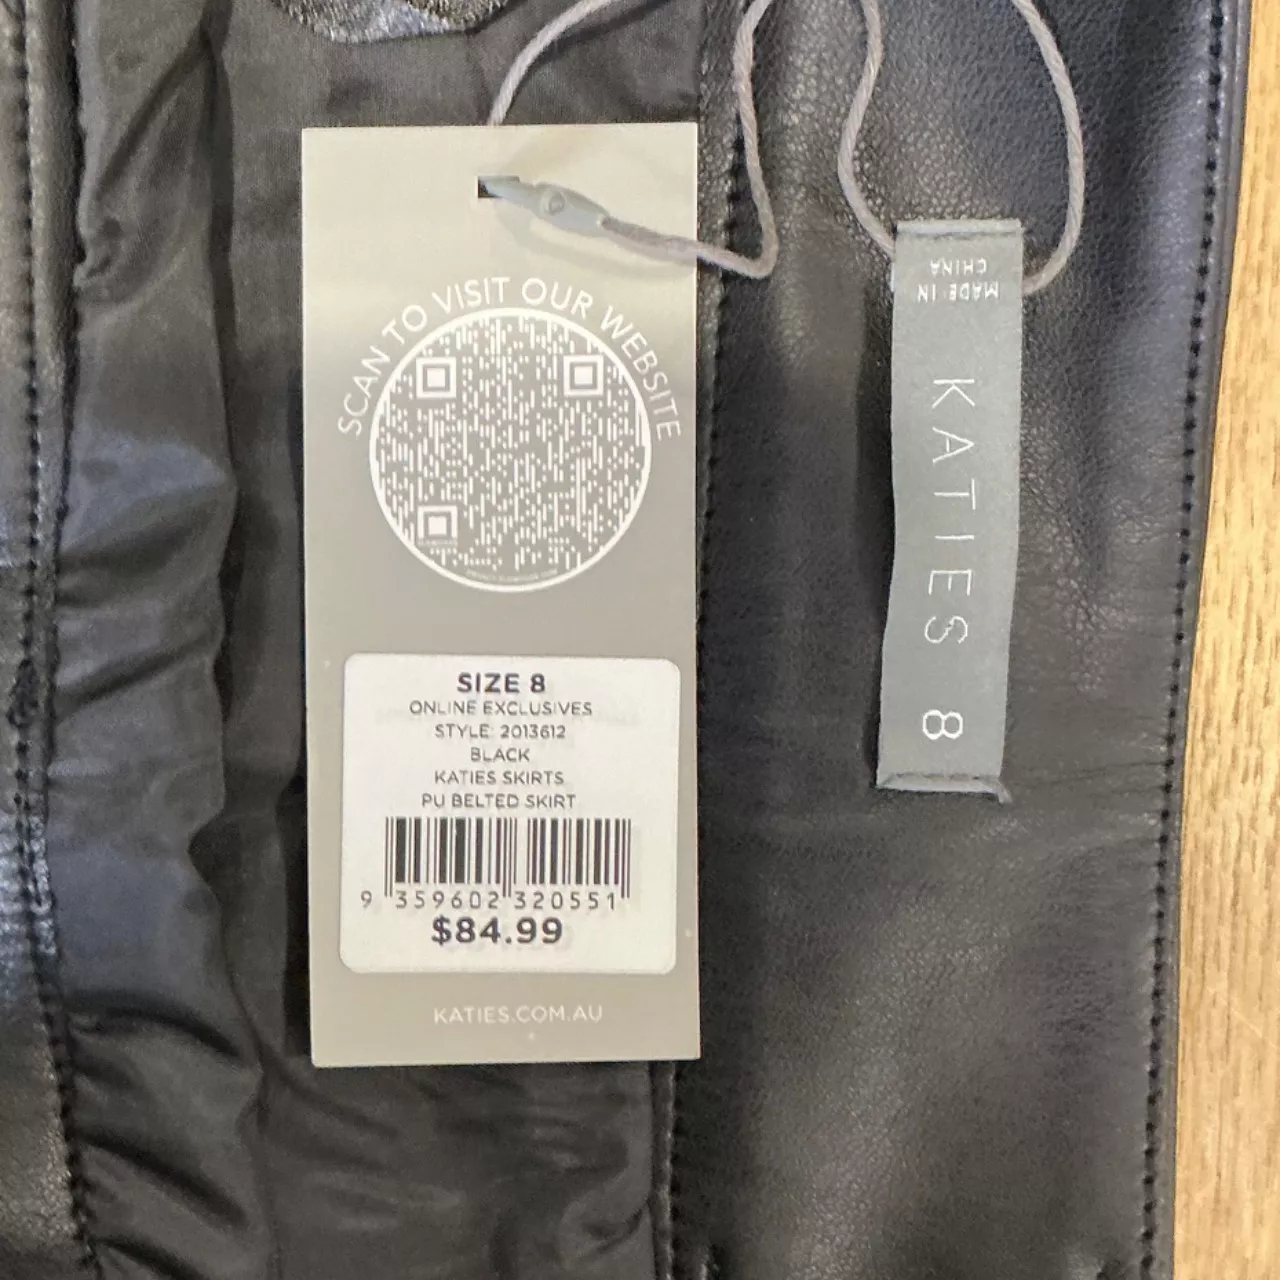 SCAN TO VISIT OUR WEBSITE
SIZE 8
ONLINE EXCLUSIVES
STYLE: 2013612
BLACK
KATIES SKIRTS
PU BELTED SKIRT
9 359602 320551
$84.99
KATIES.COM.AU
MADE IN
CHINA
KATIES 8